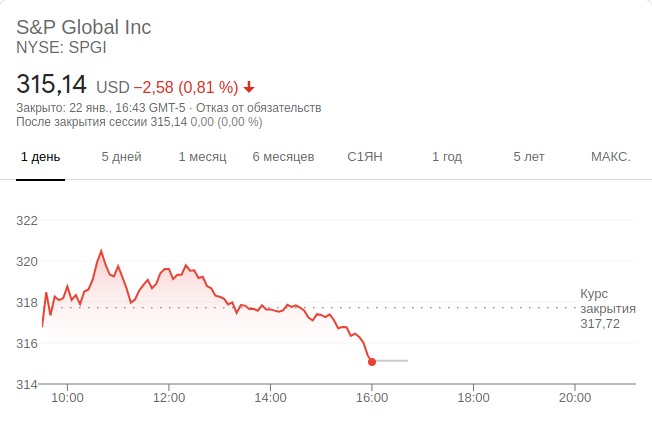 S&P Global Inc
NYSE: SPGI
315,14 USD −2,58 (0,81 %)
Закрыто: 22 янв., 16:43 GMT-5 · Отказ от обязательств
После закрытия сессии 315,14 0,00 (0,00 %)
1 день 5 дней 1 месяц 6 месяцев С1ЯН 1 год 5 лет МАКС.
322
320
318
316
314
Курс
закрытия
317,72
10:00 12:00 14:00 16:00 18:00 20:00